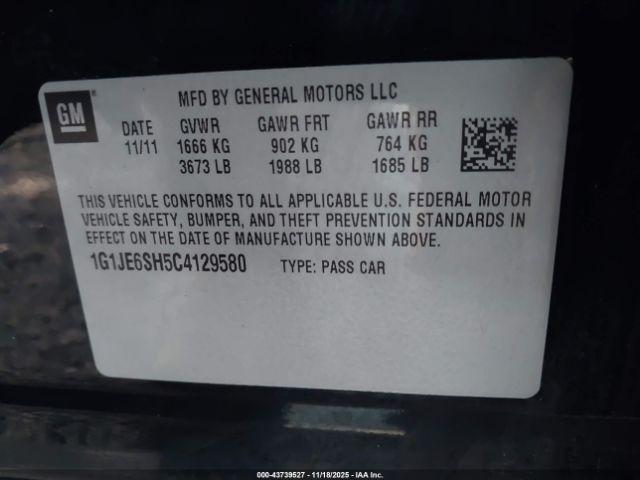 GM
MFD BY GENERAL MOTORS LLC
DATE GVWR GAWR FRT GAWR RR
11/11 1666 KG 902 KG 764 KG
3673 LB 1988 LB 1685 LB
THIS VEHICLE CONFORMS TO ALL APPLICABLE U.S. FEDERAL MOTOR
VEHICLE SAFETY, BUMPER, AND THEFT PREVENTION STANDARDS IN
EFFECT ON THE DATE OF MANUFACTURE SHOWN ABOVE.
1G1JE6SH5C4129580 TYPE: PASS CAR
000-43739527 - 11/18/2025 - IAA Inc.